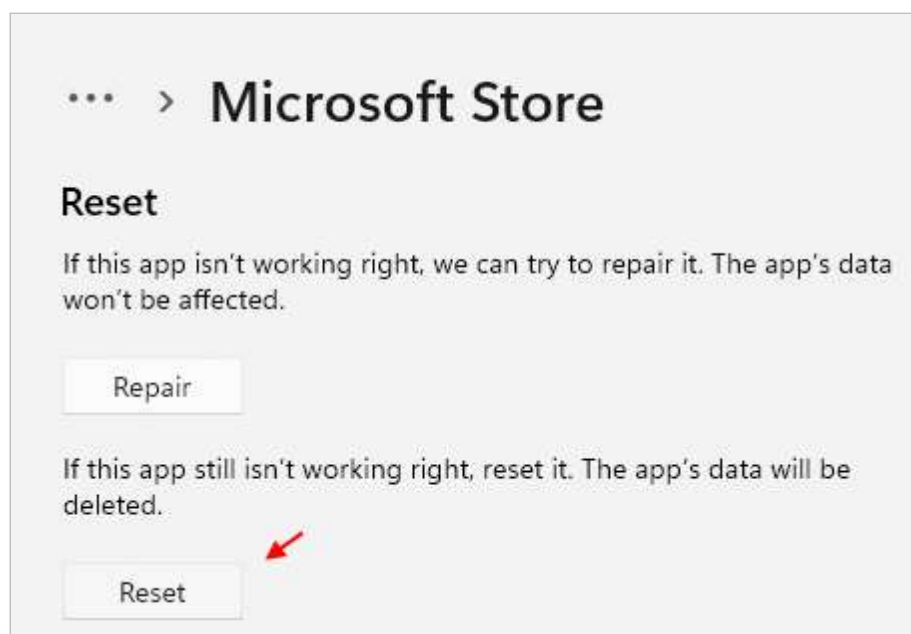 ... > Microsoft Store
Reset
If this app isn't working right, we can try to repair it. The app's data
won't be affected.
Repair
If this app still isn't working right, reset it. The app's data will be
deleted.
Reset